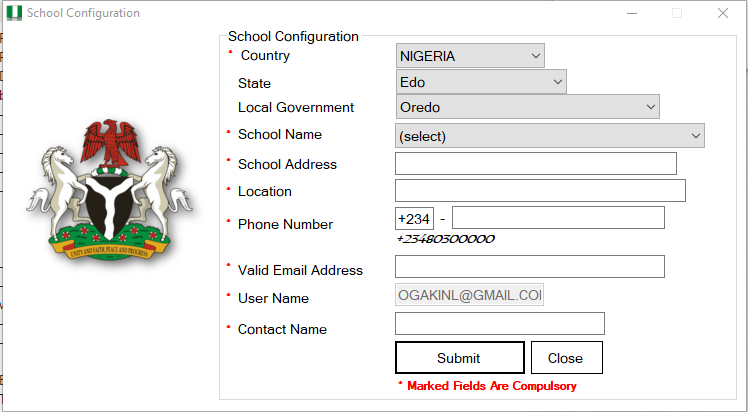 School Configuration
School Configuration
* Country NIGERIA
State Edo
Local Government Oredo
* School Name (select)
* School Address
* Location
* Phone Number +234 -
+23480300000
* Valid Email Address
* User Name OGAKINL@GMAIL.CO
* Contact Name
Submit Close
* Marked Fields Are Compulsory
UNITY AND FAITH, PEACE AND PROGRESS